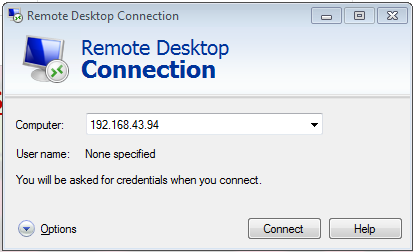 Remote Desktop Connection
Remote Desktop
Connection
Computer: 192.168.43.94
User name: None specified
You will be asked for credentials when you connect.
Options Connect Help